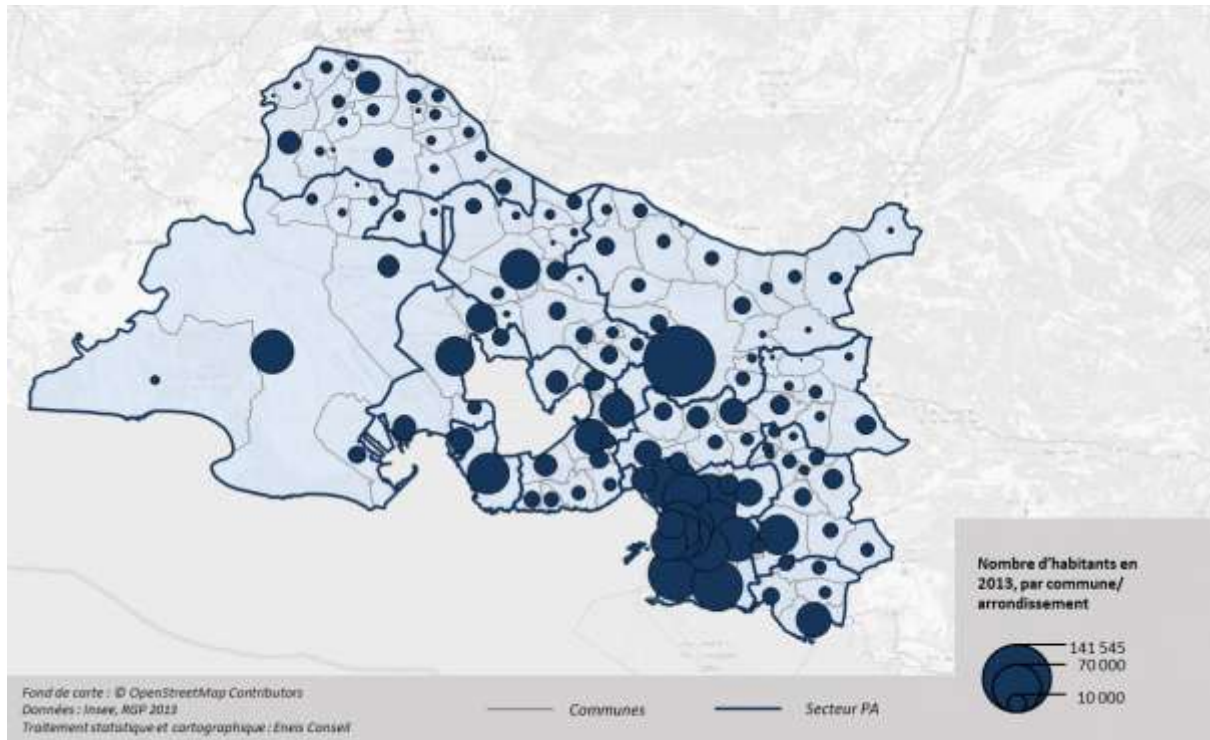 Nombre d'habitants en
2013, par commune/
arrondissement
141 545
70 000
10 000
Fond de carte : © OpenStreetMap Contributors
Données : Insee, RGP 2013
Traitement statistique et cartographique : Eneis Conseil
Communes
Secteur PA